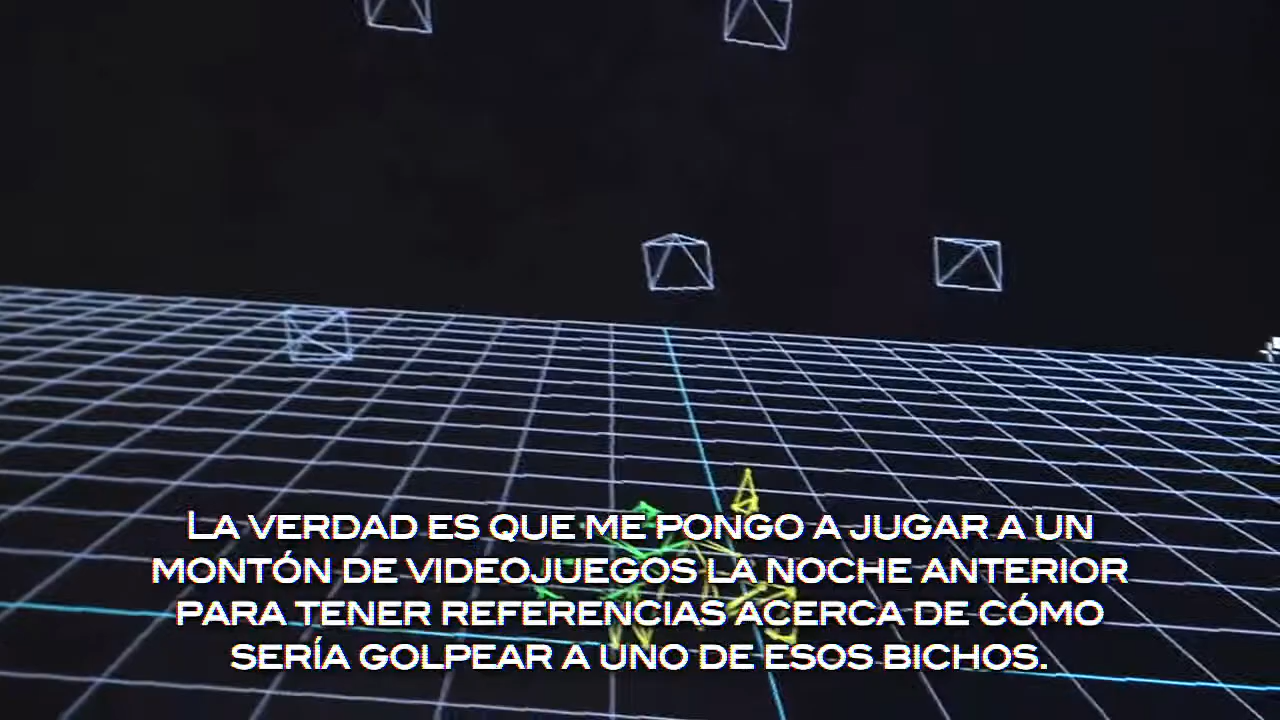 La verdad es que me pongo a jugar a un
montón de videojuegos la noche anterior
para tener referencias acerca de cómo
sería golpear a uno de esos bichos.